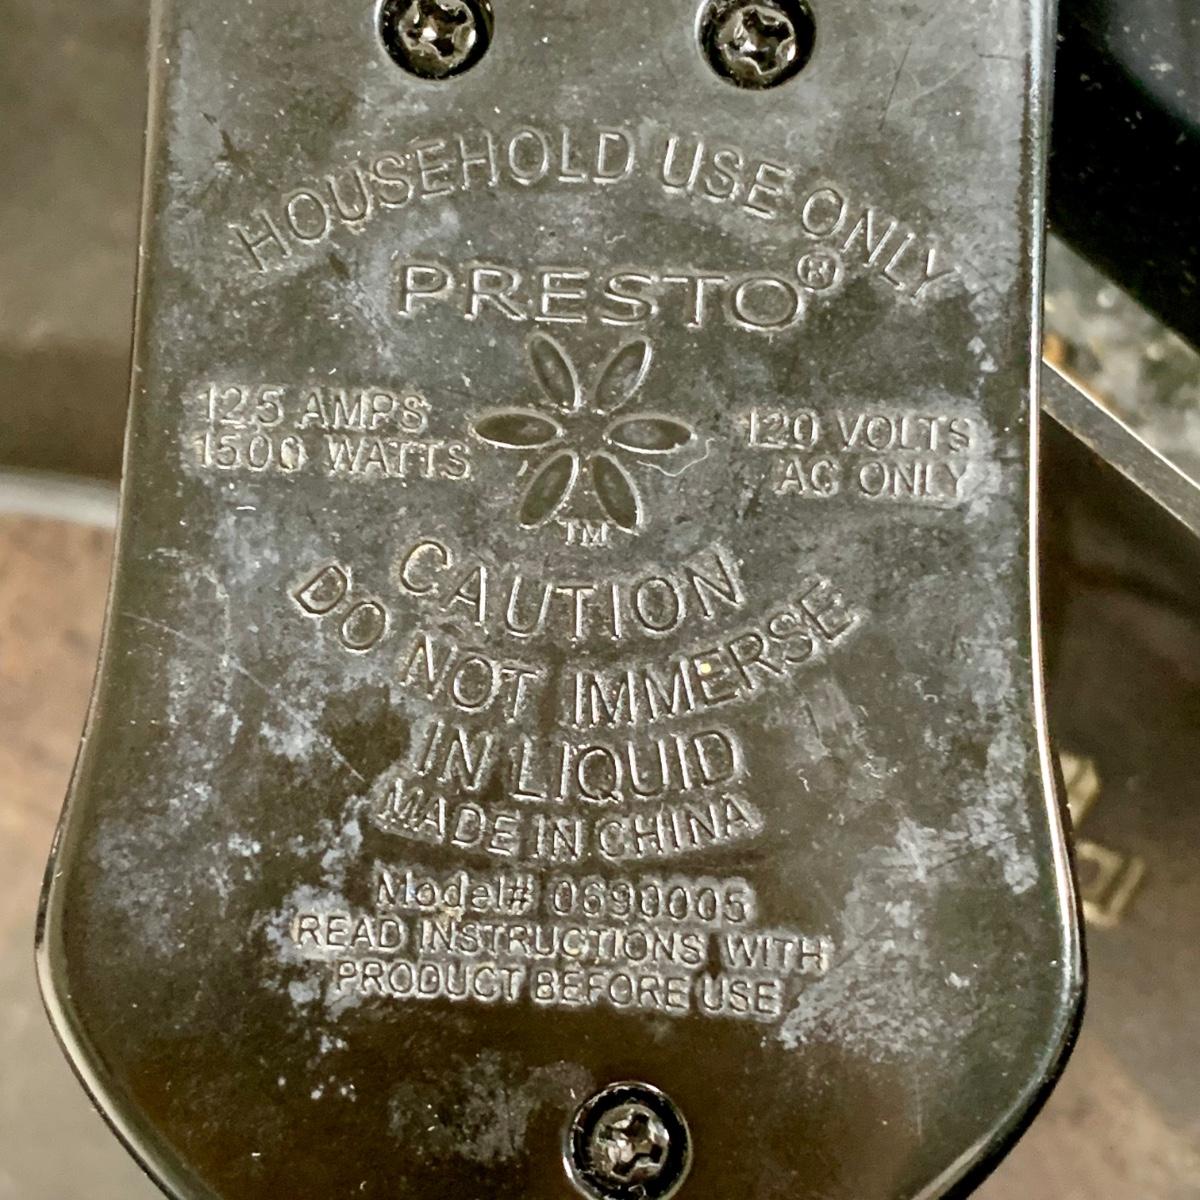 HOUSEHOLD USE ONLY
PRESTO®
12.5 AMPS
1500 WATTS
120 VOLTS
AC ONLY
TM
CAUTION
DO NOT IMMERSE
IN LIQUID
MADE IN CHINA
Model# 0690005
READ INSTRUCTIONS WITH
PRODUCT BEFORE USE